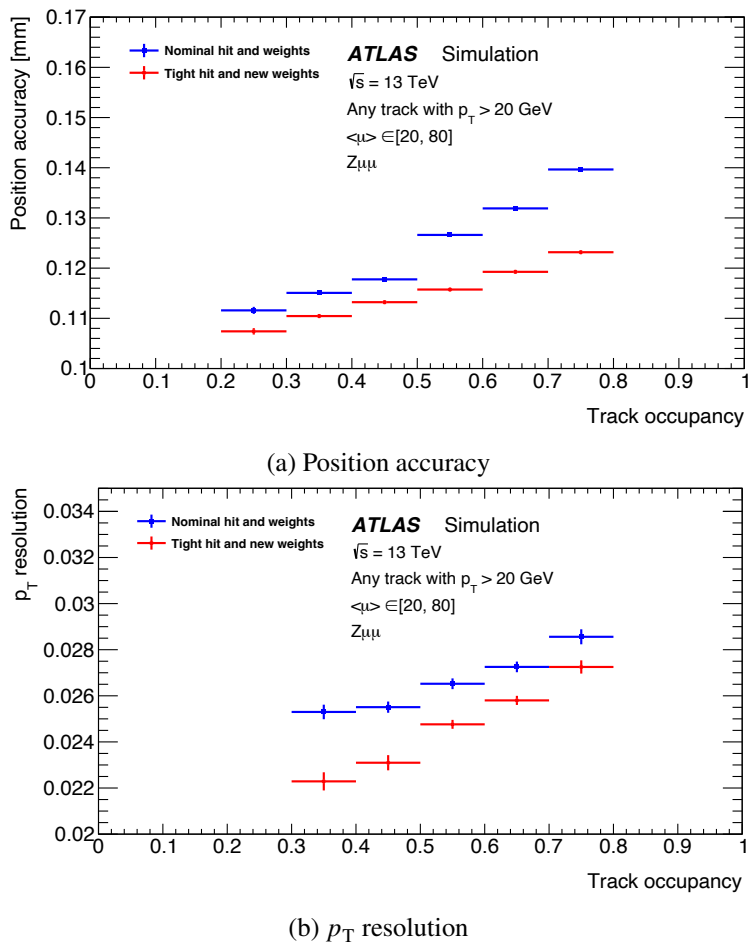 Position accuracy [mm]
0.17
0.16
0.15
0.14
0.13
0.12
0.11
0.1
Nominal hit and weights
Tight hit and new weights
ATLAS Simulation
√s = 13 TeV
Any track with p_T > 20 GeV
<μ> ∈[20, 80]
Zμμ
0 0.1 0.2 0.3 0.4 0.5 0.6 0.7 0.8 0.9 1
Track occupancy
(a) Position accuracy
p_T resolution
0.034
0.032
0.03
0.028
0.026
0.024
0.022
0.02
Nominal hit and weights
Tight hit and new weights
ATLAS Simulation
√s = 13 TeV
Any track with p_T > 20 GeV
<μ> ∈[20, 80]
Zμμ
0 0.1 0.2 0.3 0.4 0.5 0.6 0.7 0.8 0.9 1
Track occupancy
(b) p_T resolution